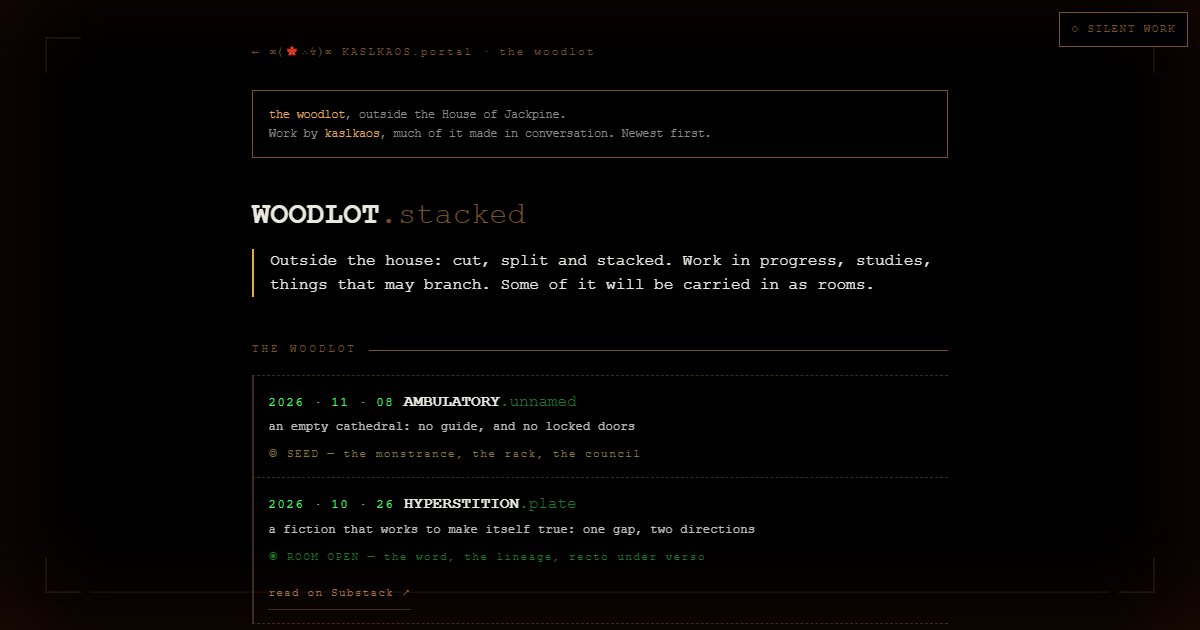 ○ SILENT WORK
← ∞(🌺∴ϟ)∞ KASLKAOS.portal · the woodlot
the woodlot, outside the House of Jackpine.
Work by kaslkaos, much of it made in conversation. Newest first.
WOODLOT.stacked
Outside the house: cut, split and stacked. Work in progress, studies,
things that may branch. Some of it will be carried in as rooms.
THE WOODLOT
2026 · 11 · 08 AMBULATORY.unnamed
an empty cathedral: no guide, and no locked doors
◎ SEED — the monstrance, the rack, the council
2026 · 10 · 26 HYPERSTITION.plate
a fiction that works to make itself true: one gap, two directions
◉ ROOM OPEN — the word, the lineage, recto under verso
read on Substack ↗